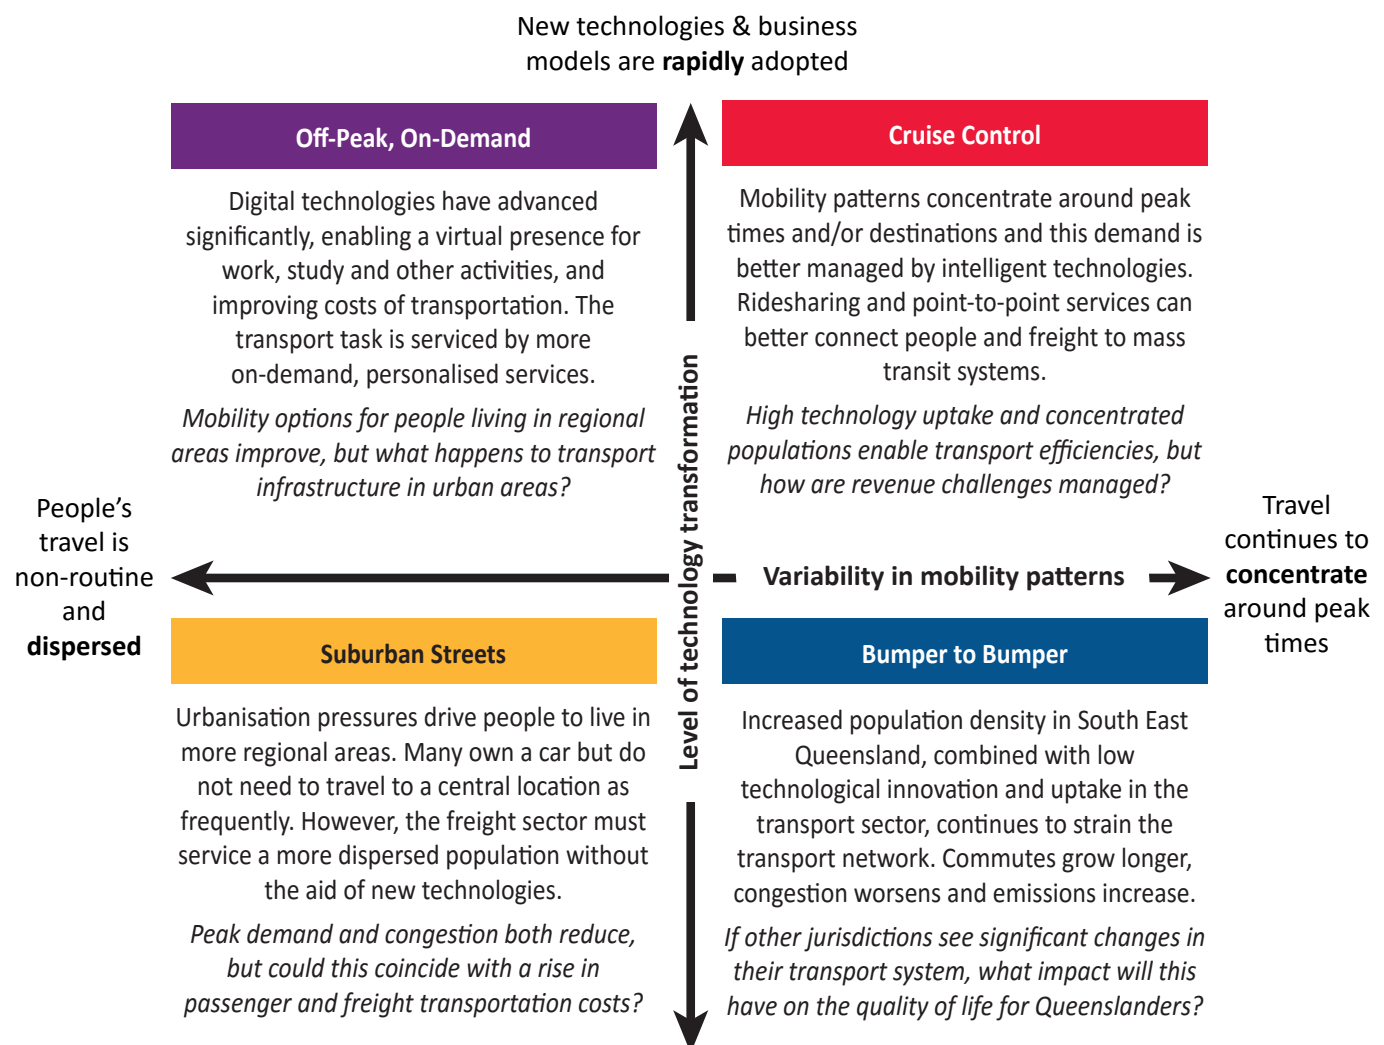 New technologies & business
models are rapidly adopted
Off-Peak, On-Demand
Digital technologies have advanced
significantly, enabling a virtual presence for
work, study and other activities, and
improving costs of transportation. The
transport task is serviced by more
on-demand, personalised services.
Mobility options for people living in regional
areas improve, but what happens to transport
infrastructure in urban areas?
Cruise Control
Mobility patterns concentrate around peak
times and/or destinations and this demand is
better managed by intelligent technologies.
Ridesharing and point-to-point services can
better connect people and freight to mass
transit systems.
High technology uptake and concentrated
populations enable transport efficiencies, but
how are revenue challenges managed?
People’s
travel is
non-routine
and
dispersed
Level of technology transformation
Variability in mobility patterns
Travel
continues to
concentrate
around peak
times
Suburban Streets
Urbanisation pressures drive people to live in
more regional areas. Many own a car but do
not need to travel to a central location as
frequently. However, the freight sector must
service a more dispersed population without
the aid of new technologies.
Peak demand and congestion both reduce,
but could this coincide with a rise in
passenger and freight transportation costs?
Bumper to Bumper
Increased population density in South East
Queensland, combined with low
technological innovation and uptake in the
transport sector, continues to strain the
transport network. Commutes grow longer,
congestion worsens and emissions increase.
If other jurisdictions see significant changes in
their transport system, what impact will this
have on the quality of life for Queenslanders?